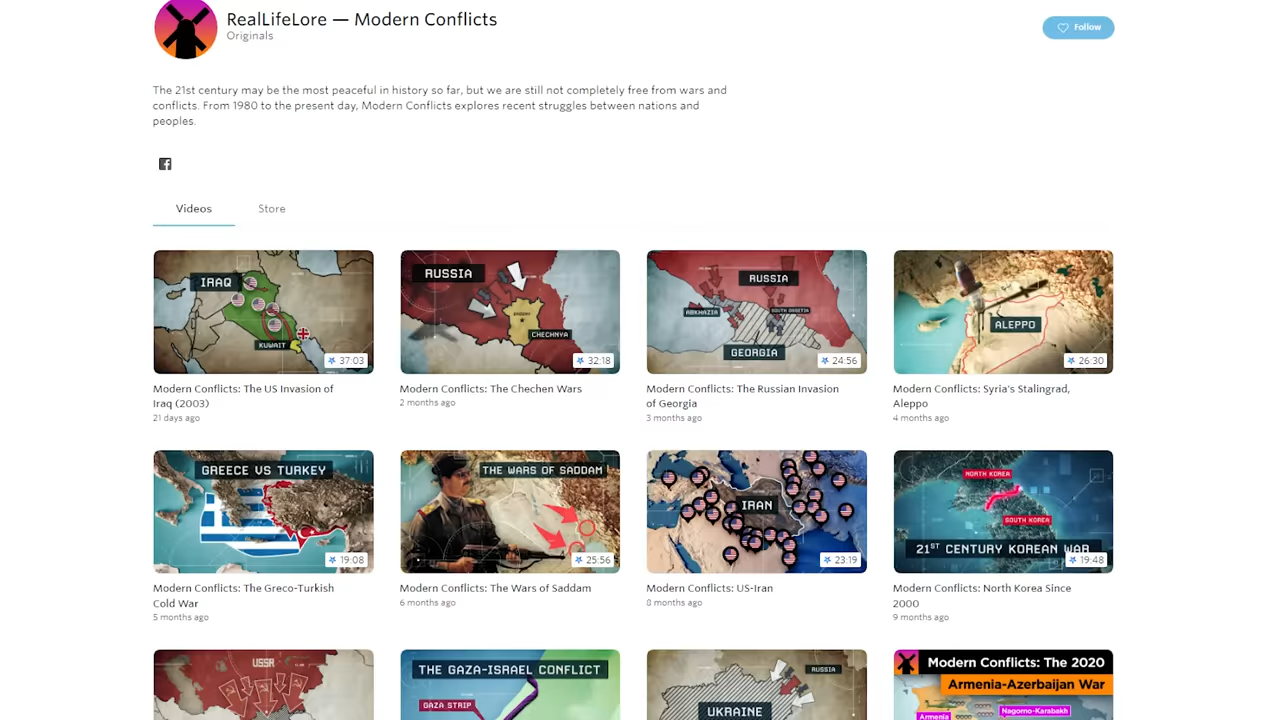 RealLifeLore — Modern Conflicts
Originals
Follow
The 21st century may be the most peaceful in history so far, but we are still not completely free from wars and
conflicts. From 1980 to the present day, Modern Conflicts explores recent struggles between nations and
peoples.
Videos
Store
IRAQ
KUWAIT
37:03
RUSSIA
CHECHNYA
32:18
RUSSIA
ABKHAZIA
SOUTH OSSETIA
GEORGIA
24:56
ALEPPO
26:30
Modern Conflicts: The US Invasion of
Iraq (2003)
21 days ago
Modern Conflicts: The Chechen Wars
2 months ago
Modern Conflicts: The Russian Invasion
of Georgia
3 months ago
Modern Conflicts: Syria's Stalingrad,
Aleppo
4 months ago
GREECE VS TURKEY
19:08
THE WARS OF SADDAM
25:56
IRAN
23:19
NORTH KOREA
SOUTH KOREA
21ST CENTURY KOREAN WAR
19:48
Modern Conflicts: The Greco-Turkish
Cold War
5 months ago
Modern Conflicts: The Wars of Saddam
6 months ago
Modern Conflicts: US-Iran
8 months ago
Modern Conflicts: North Korea Since
2000
9 months ago
USSR
THE GAZA-ISRAEL CONFLICT
GAZA STRIP
RUSSIA
UKRAINE
Modern Conflicts: The 2020
Armenia-Azerbaijan War
Armenia
Nagorno-Karabakh